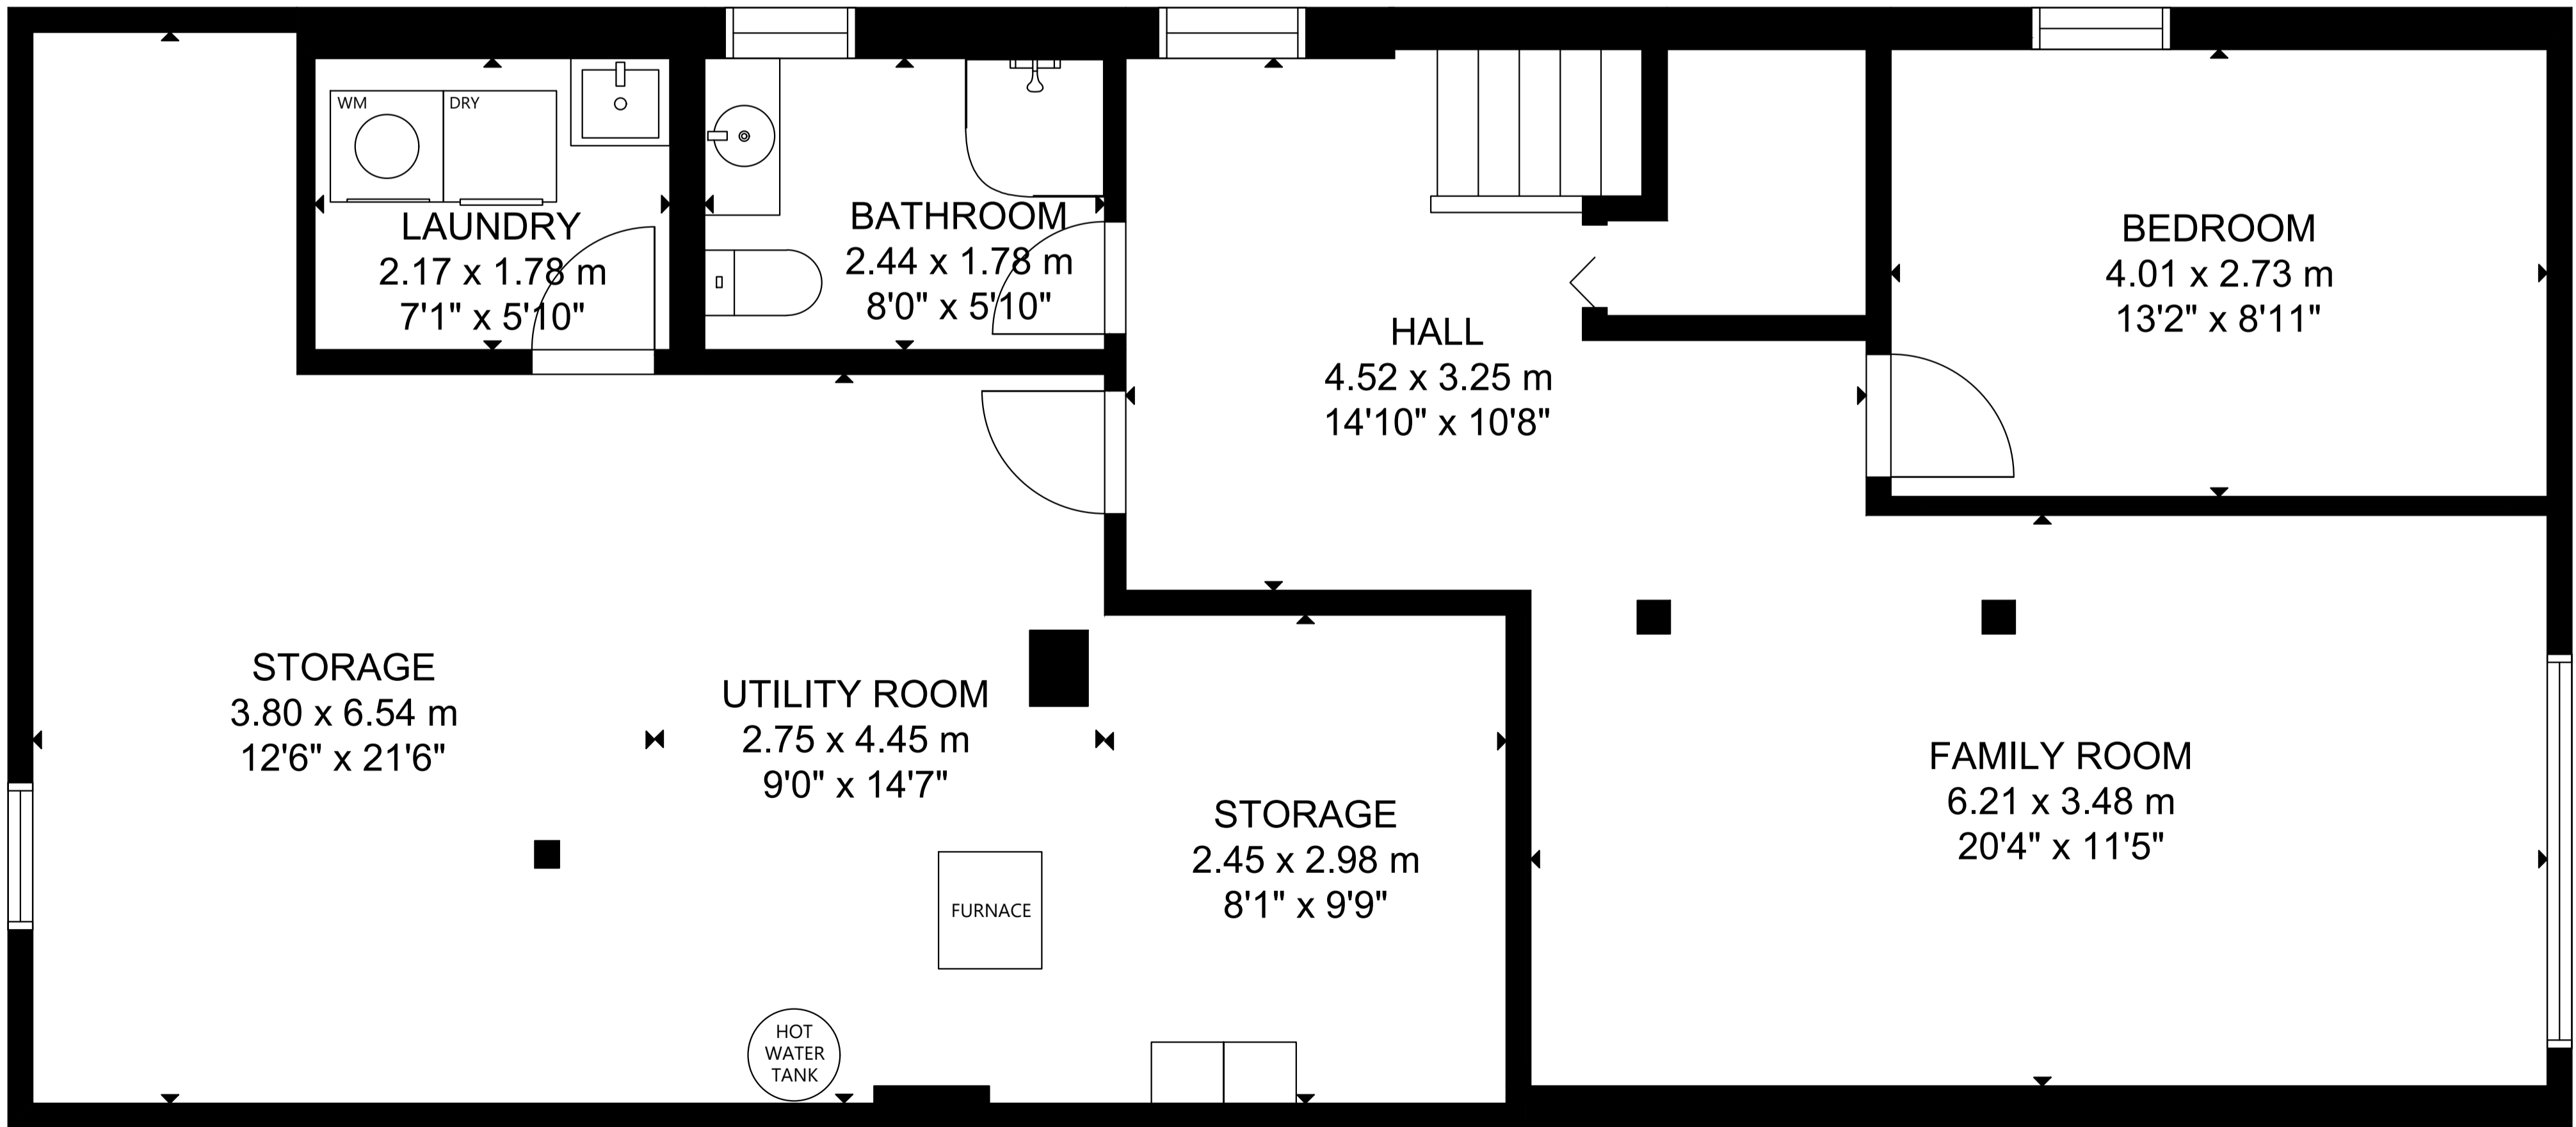 WM
DRY
LAUNDRY
2.17 x 1.78 m
7'1" x 5'10"
BATHROOM
2.44 x 1.78 m
8'0" x 5'10"
HALL
4.52 x 3.25 m
14'10" x 10'8"
BEDROOM
4.01 x 2.73 m
13'2" x 8'11"
STORAGE
3.80 x 6.54 m
12'6" x 21'6"
UTILITY ROOM
2.75 x 4.45 m
9'0" x 14'7"
STORAGE
2.45 x 2.98 m
8'1" x 9'9"
FAMILY ROOM
6.21 x 3.48 m
20'4" x 11'5"
FURNACE
HOT
WATER
TANK